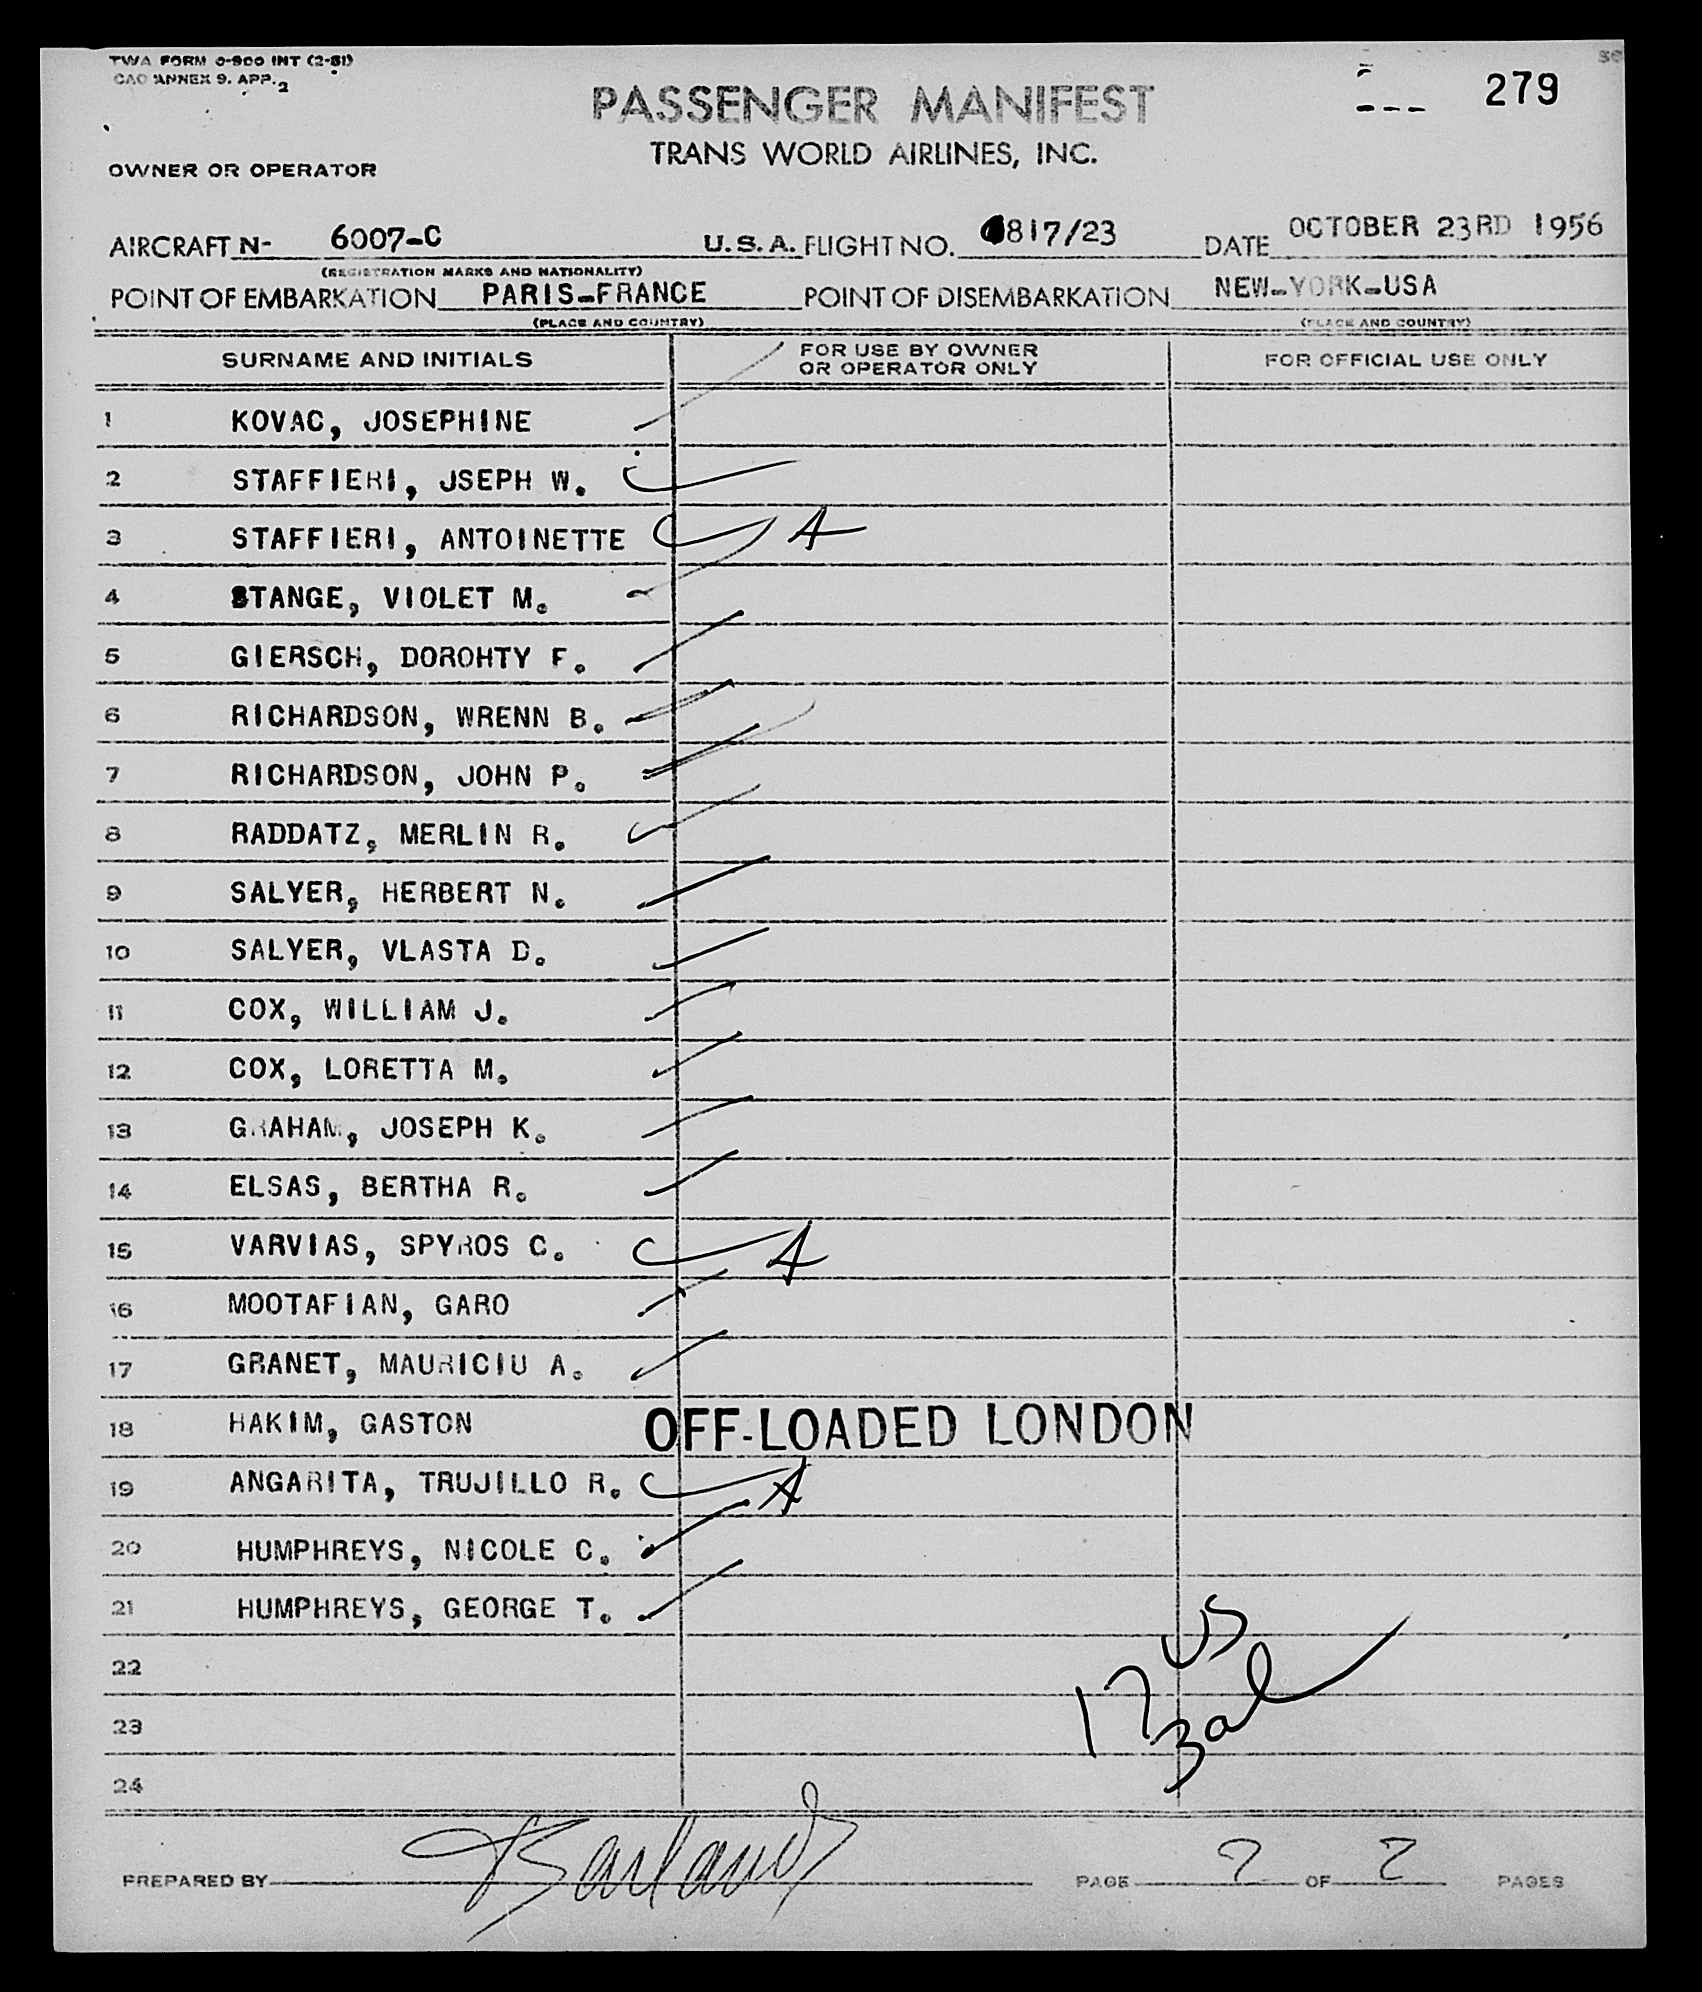 TWA FORM 0-900 INT (2-51)
CAO ANNEX 9. APP. 2
279
PASSENGER MANIFEST
TRANS WORLD AIRLINES, INC.
OWNER OR OPERATOR
AIRCRAFT N- 6007-C U.S.A. FLIGHT NO. 817/23 DATE OCTOBER 23RD 1956
(REGISTRATION MARKS AND NATIONALITY)
POINT OF EMBARKATION PARIS-FRANCE POINT OF DISEMBARKATION NEW-YORK-USA
(PLACE AND COUNTRY) (PLACE AND COUNTRY)
SURNAME AND INITIALS FOR USE BY OWNER OR OPERATOR ONLY FOR OFFICIAL USE ONLY
1 KOVAC, JOSEPHINE
2 STAFFIERI, JSEPH W.
3 STAFFIERI, ANTOINETTE A
4 STANGE, VIOLET M.
5 GIERSCH, DOROHTY F.
6 RICHARDSON, WRENN B.
7 RICHARDSON, JOHN P.
8 RADDATZ, MERLIN R.
9 SALYER, HERBERT N.
10 SALYER, VLASTA D.
11 COX, WILLIAM J.
12 COX, LORETTA M.
13 GRAHAM, JOSEPH K.
14 ELSAS, BERTHA R.
15 VARVIAS, SPYROS C. A
16 MOOTAFIAN, GARO
17 GRANET, MAURICIU A.
18 HAKIM, GASTON OFF-LOADED LONDON
19 ANGARITA, TRUJILLO R. A
20 HUMPHREYS, NICOLE C.
21 HUMPHREYS, GEORGE T.
22
23
24
17 US
3al
PREPARED BY PAGE 2 OF 2 PAGES